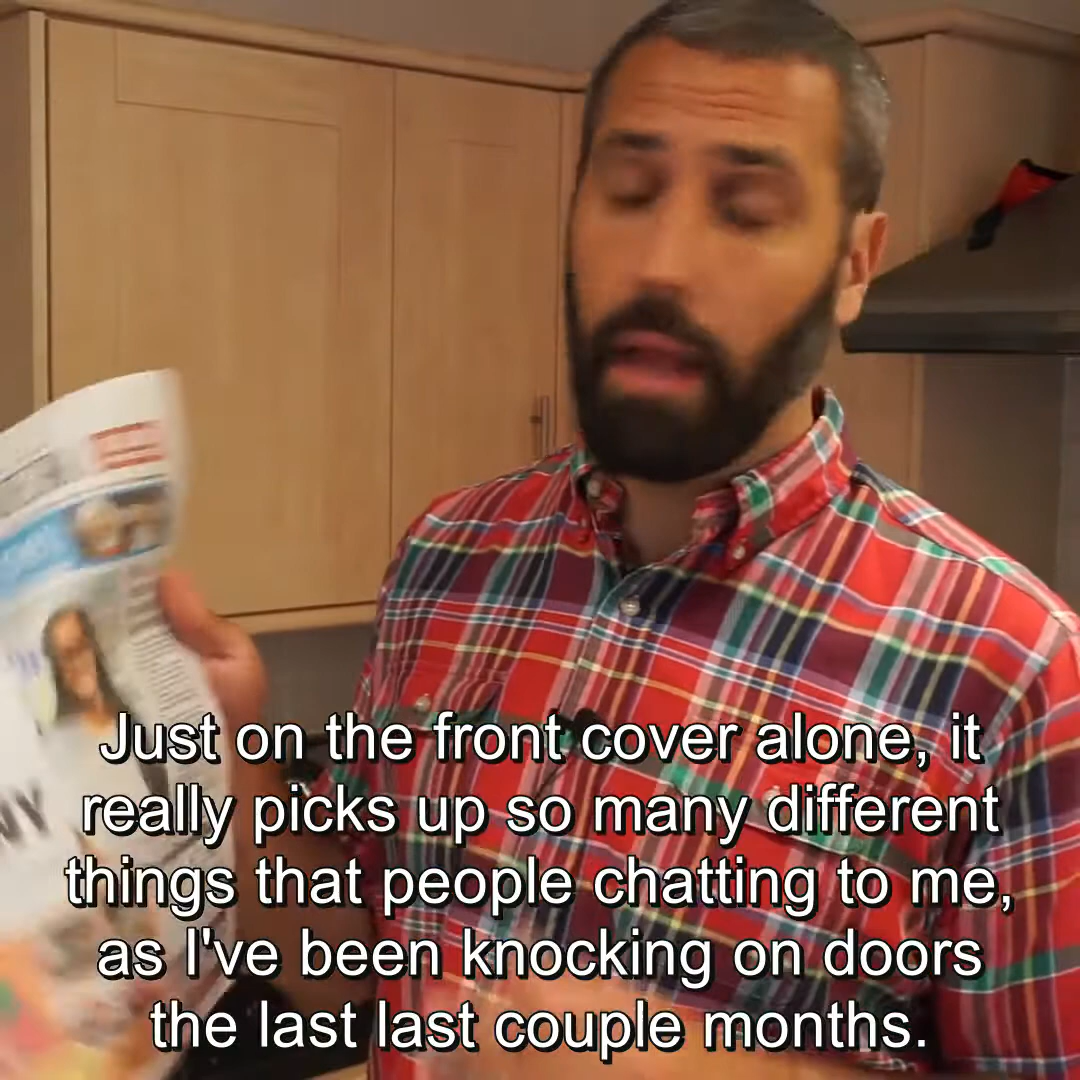 Just on the front cover alone, it
really picks up so many different
things that people chatting to me,
as I've been knocking on doors
the last last couple months.